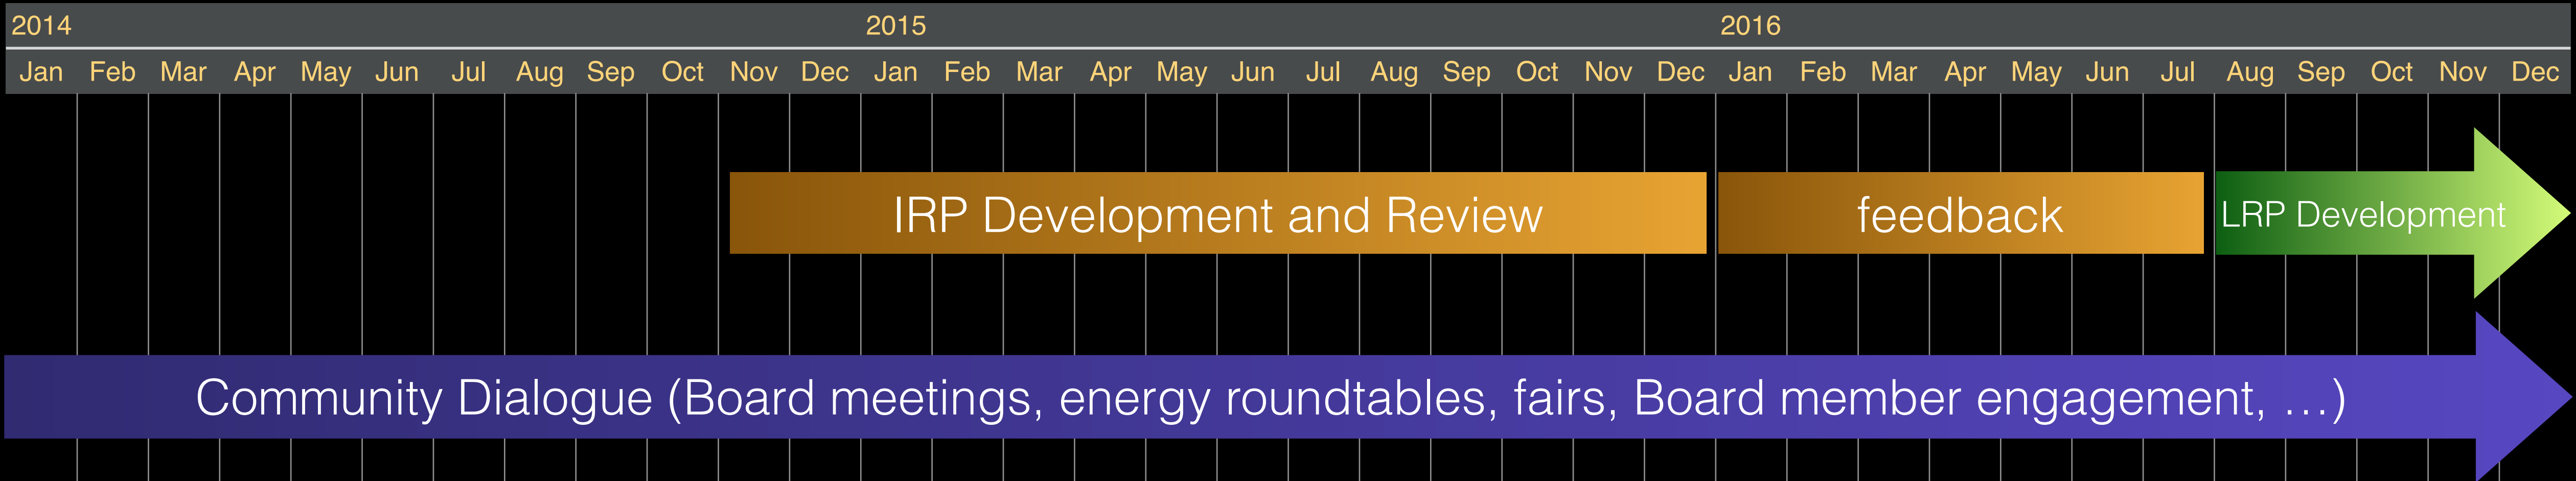 2014 2015 2016
Jan Feb Mar Apr May Jun Jul Aug Sep Oct Nov Dec Jan Feb Mar Apr May Jun Jul Aug Sep Oct Nov Dec Jan Feb Mar Apr May Jun Jul Aug Sep Oct Nov Dec
IRP Development and Review feedback LRP Development
Community Dialogue (Board meetings, energy roundtables, fairs, Board member engagement, …)